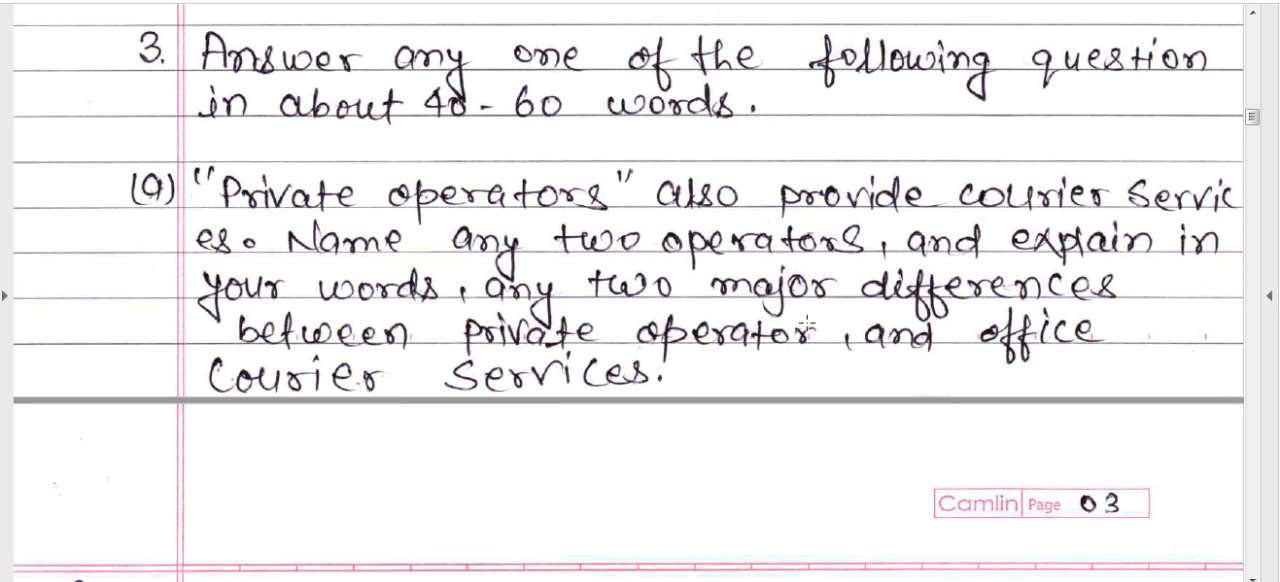 3. Answer any one of the following question
in about 40 - 60 words.
(a) "Private operators" also provide courier Servic
es. Name any two operators, and explain in
your words, any two major differences
between private operator, and office
Courier Services.
Camlin Page 03